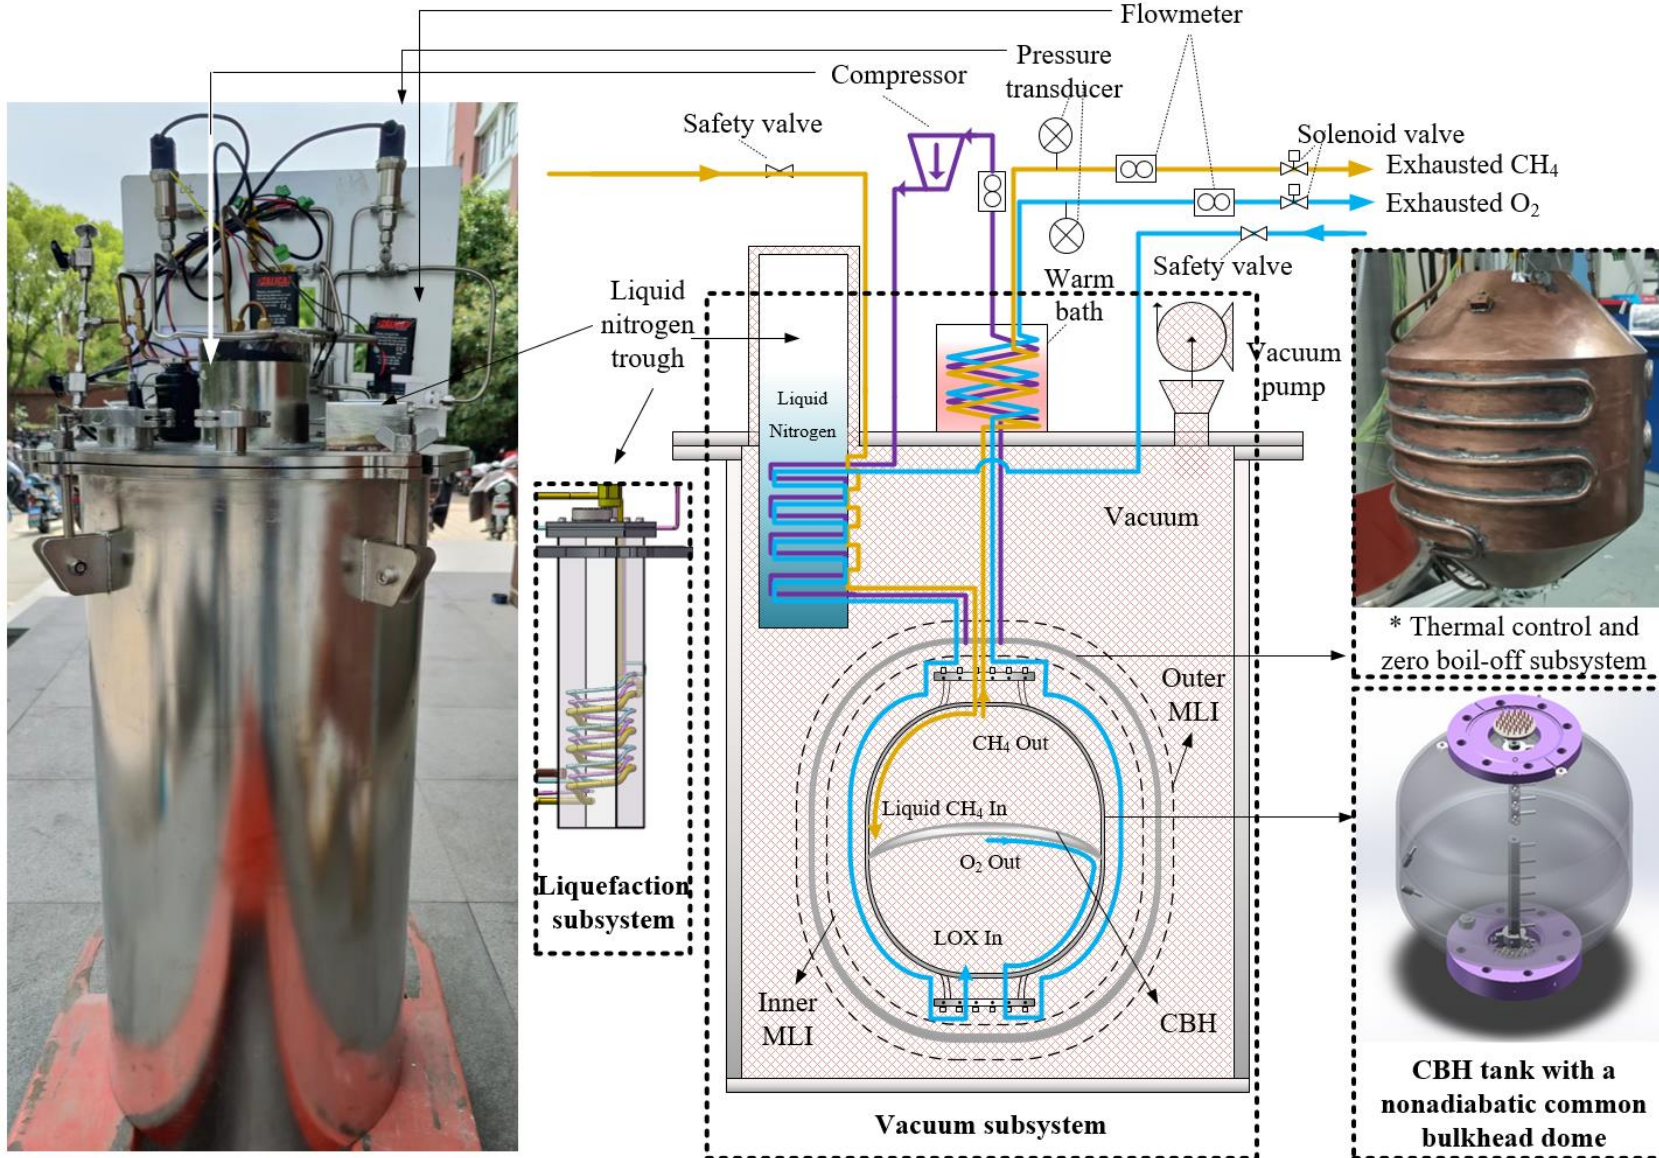 Flowmeter
Pressure
transducer
Compressor
Safety valve
Solenoid valve
Exhausted CH₄
Exhausted O₂
Safety valve
Liquid
nitrogen
trough
Warm
bath
Vacuum
pump
Liquid
Nitrogen
Vacuum
* Thermal control and
zero boil-off subsystem
Outer
MLI
CH₄ Out
Liquid CH₄ In
O₂ Out
LOX In
Liquefaction
subsystem
Inner
MLI
CBH
Vacuum subsystem
CBH tank with a
nonadiabatic common
bulkhead dome